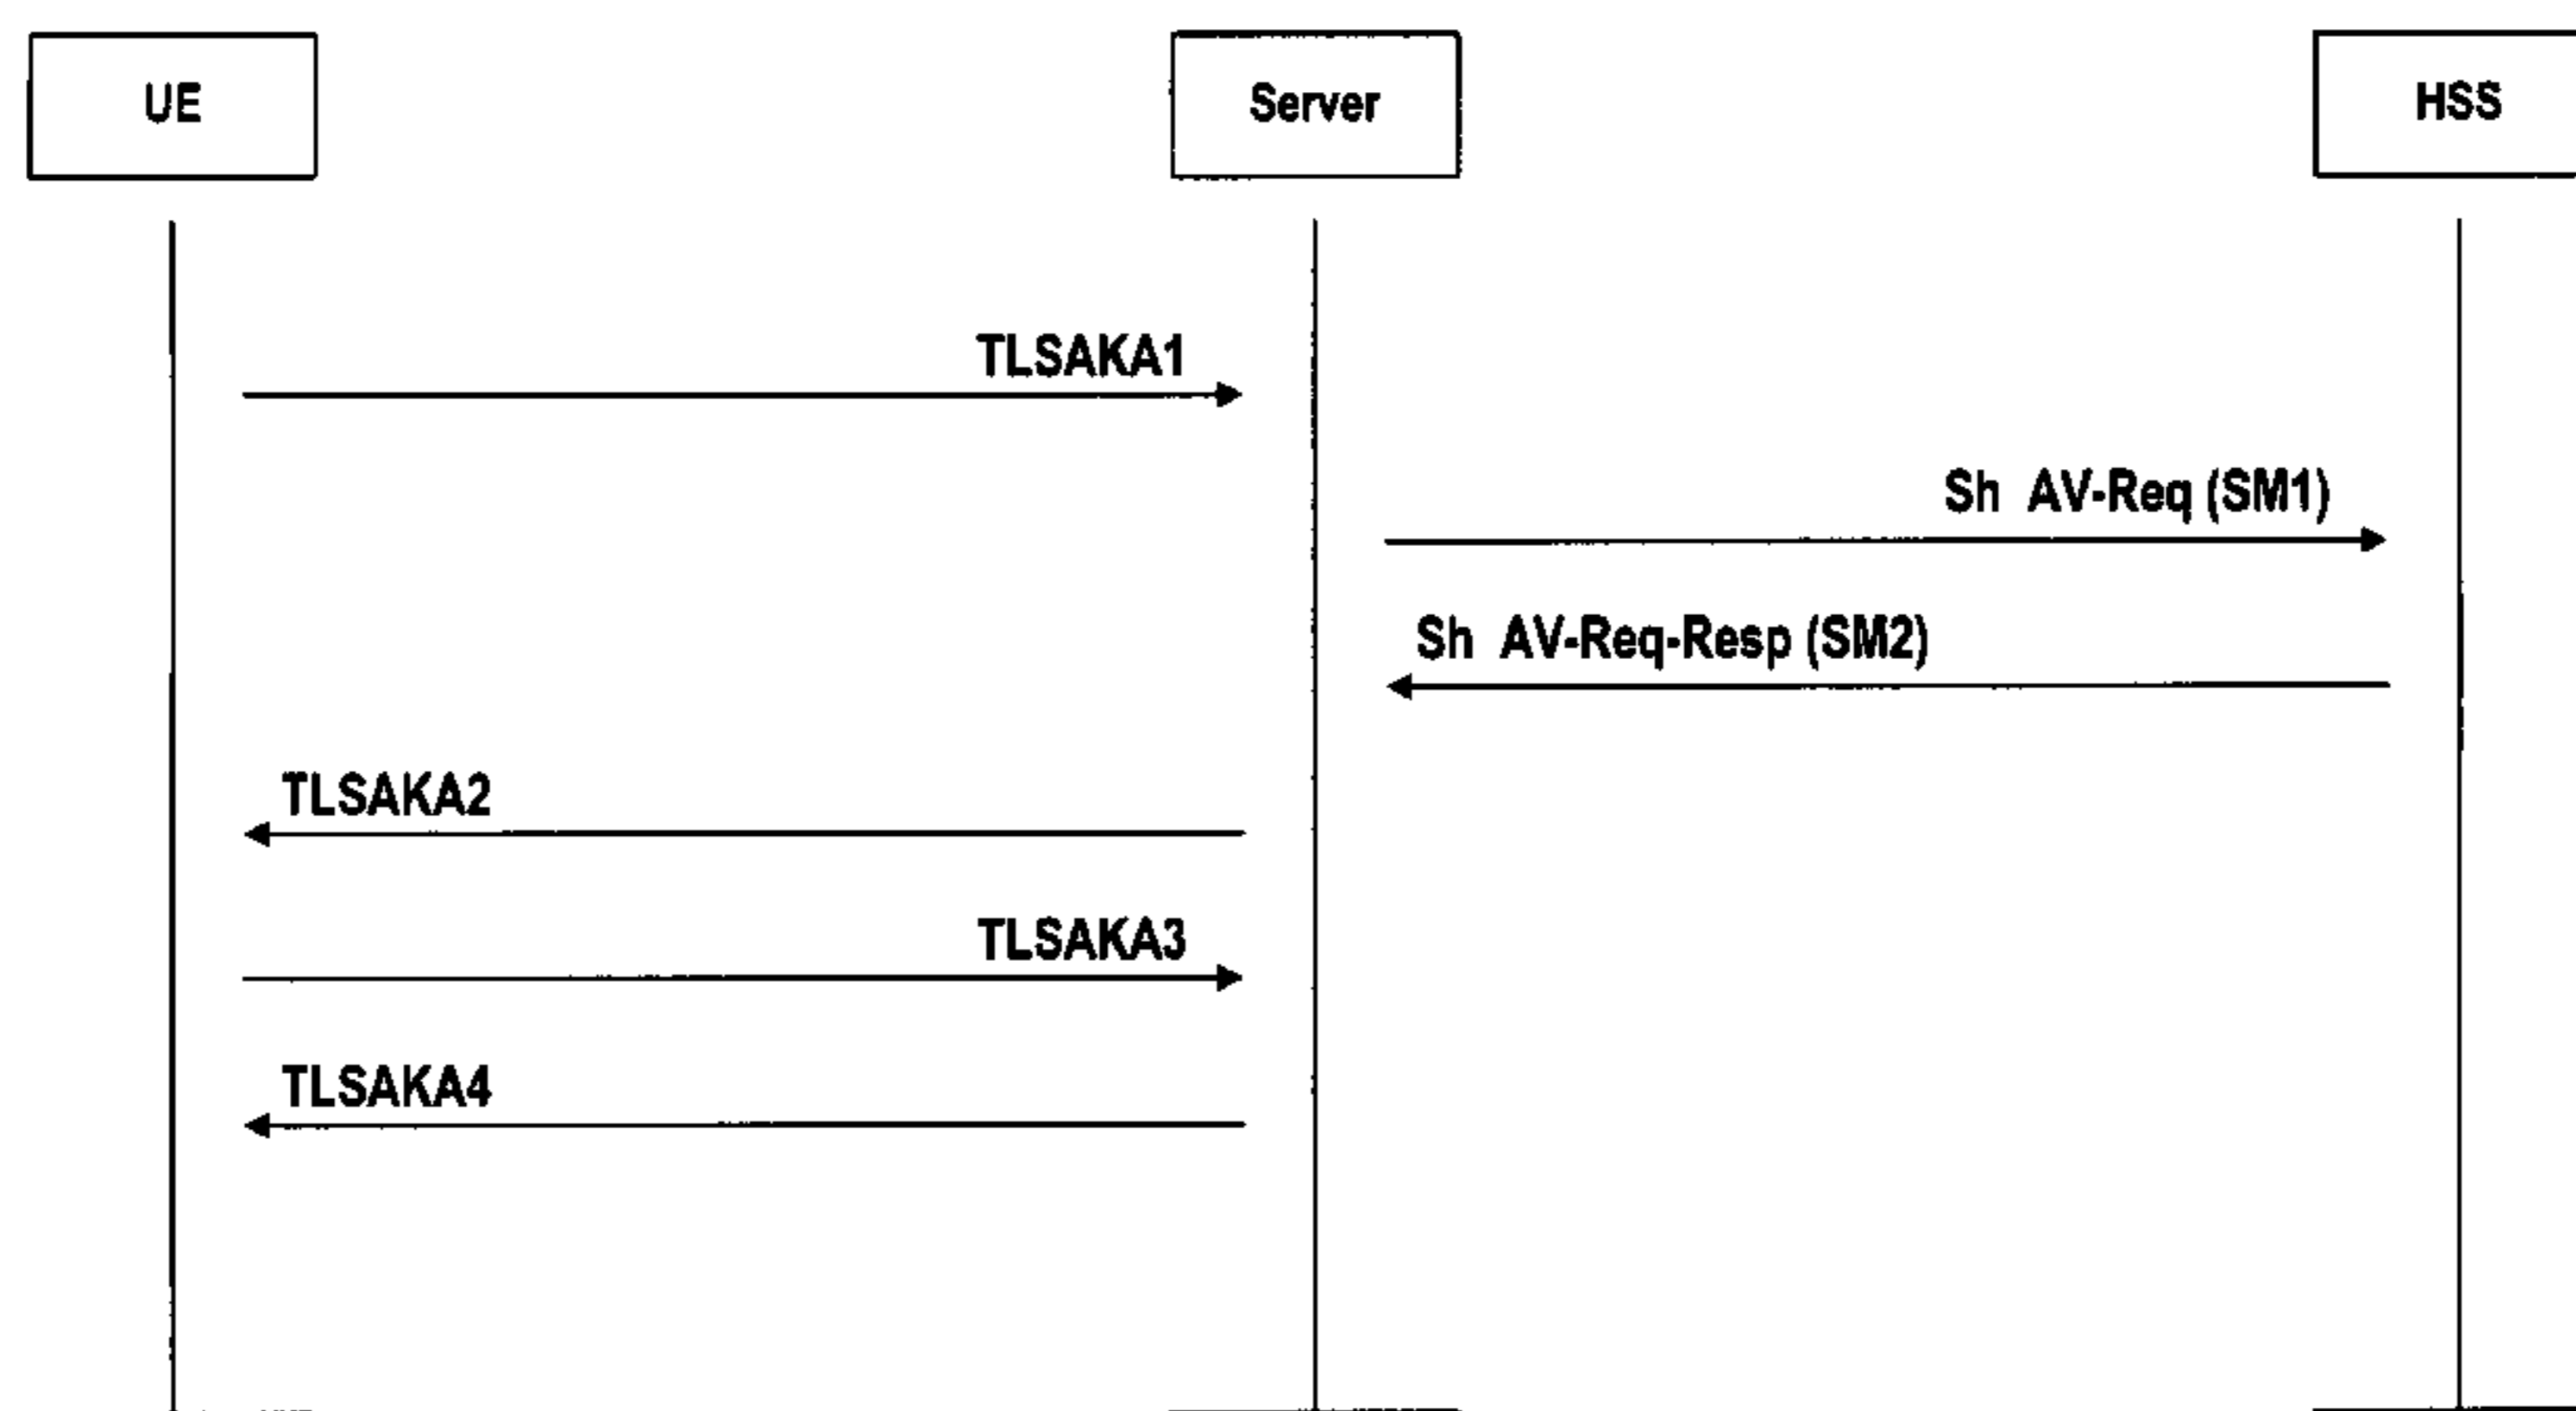 UE
Server
HSS
TLSAKA1
Sh AV-Req (SM1)
Sh AV-Req-Resp (SM2)
TLSAKA2
TLSAKA3
TLSAKA4